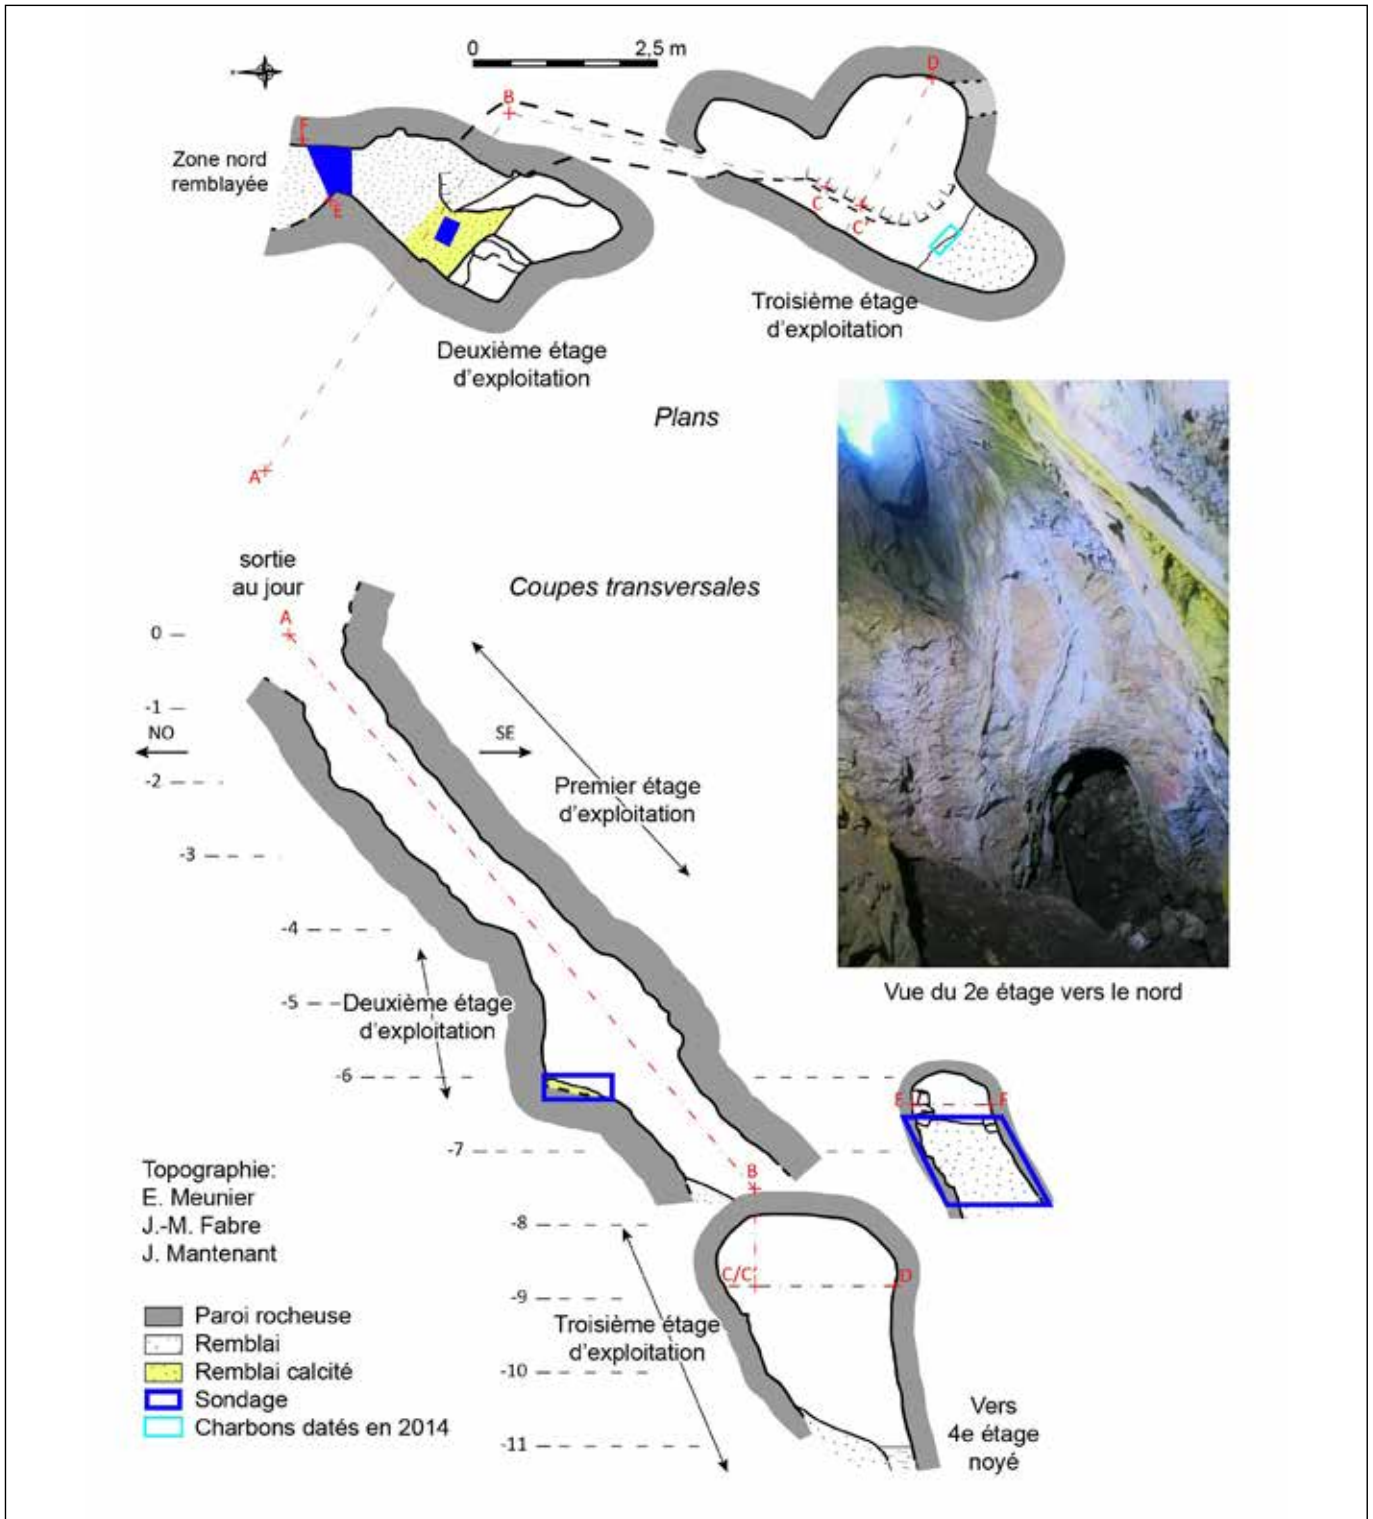 0 2,5 m
D
B
F
Zone nord
remblayée
E
C
C'
Troisième étage
d'exploitation
Deuxième étage
d'exploitation
Plans
A
sortie
au jour
Coupes transversales
A
0
-1
NO
SE
-2
Premier étage
d'exploitation
-3
-4
Vue du 2e étage vers le nord
-5
Deuxième étage
d'exploitation
-6
E F
-7
B
Topographie:
E. Meunier
J.-M. Fabre
J. Mantenant
-8
C/C' D
-9
Paroi rocheuse
Troisième étage
d'exploitation
Remblai
Remblai calcité
-10
Sondage
Charbons datés en 2014
Vers
4e étage
noyé
-11